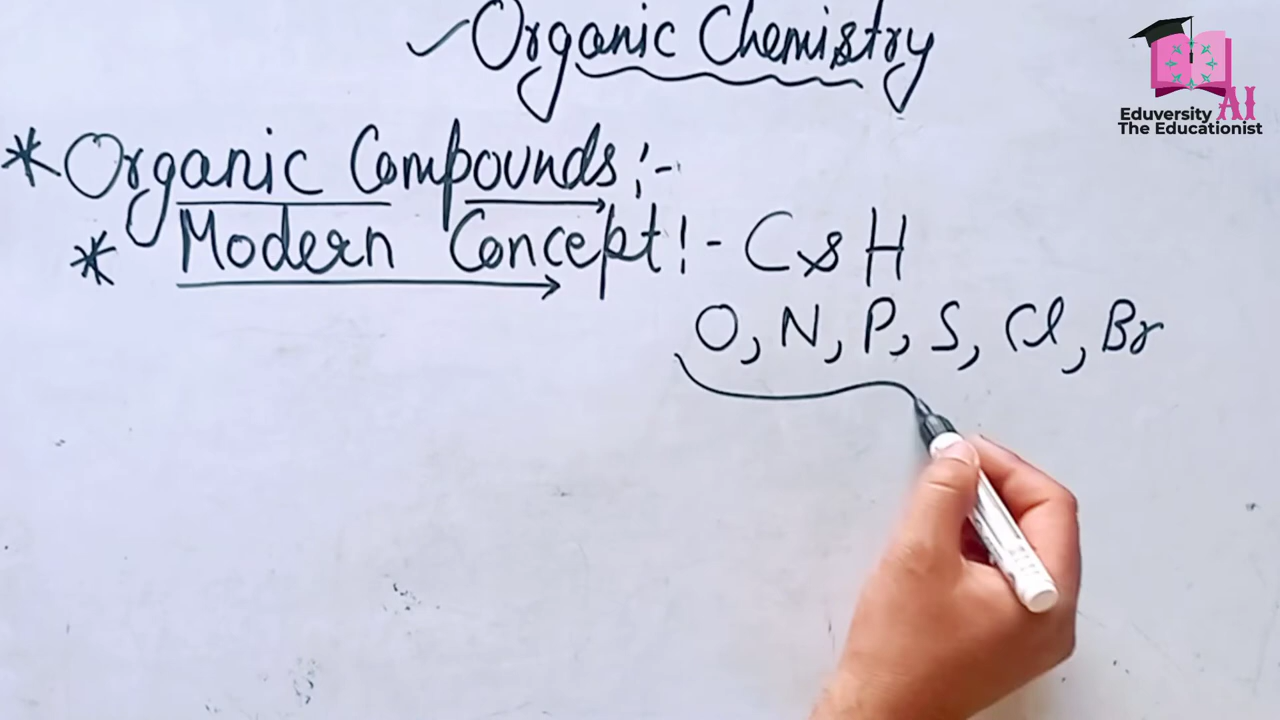 Organic Chemistry
* Organic Compounds:-
* Modern Concept:- C & H
O, N, P, S, Cl, Br
Eduversity AI
The Educationist